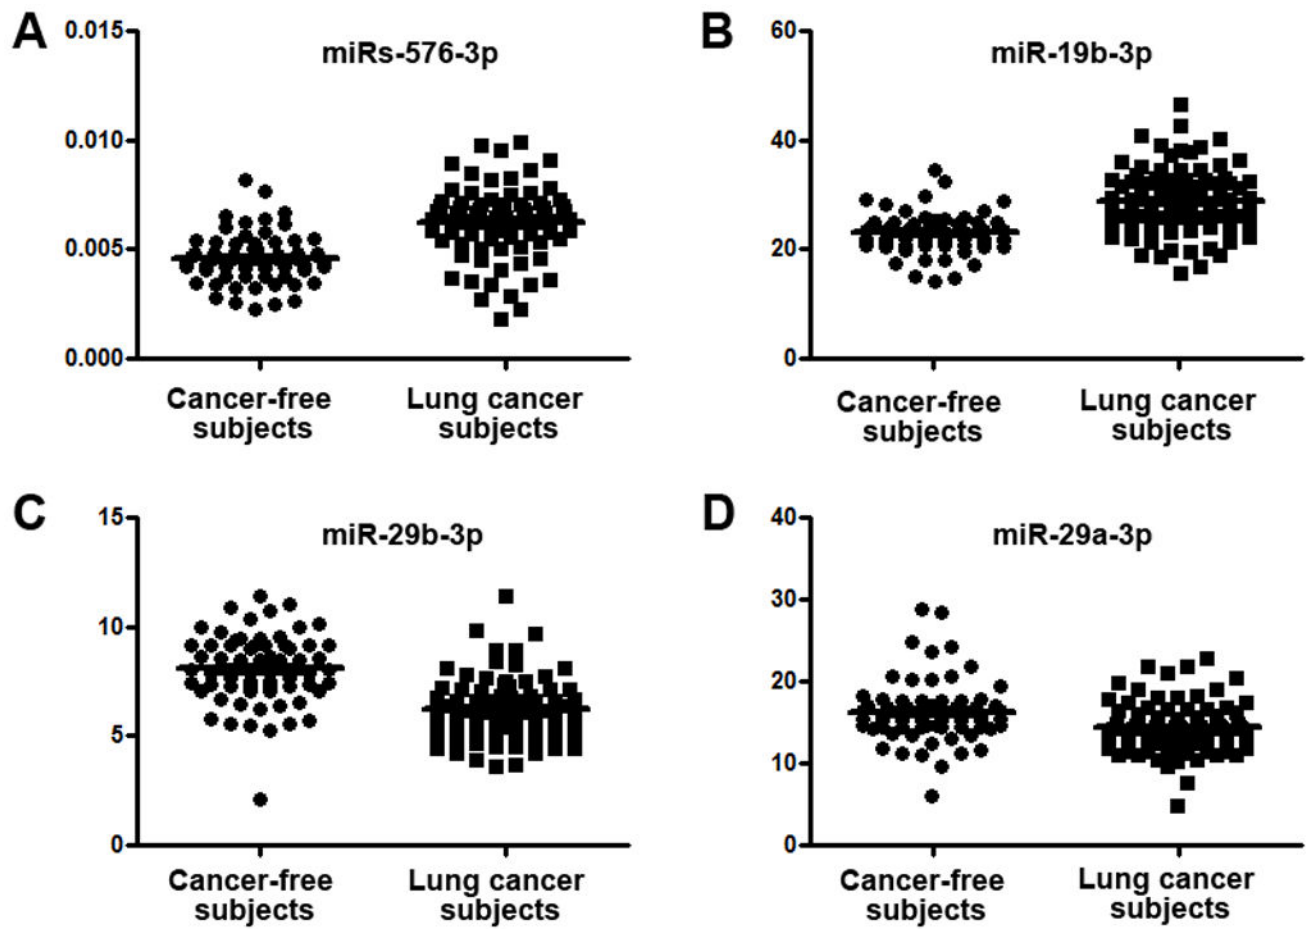 A
miRs-576-3p
0.015
0.010
0.005
0.000
Cancer-free
subjects
Lung cancer
subjects
B
miR-19b-3p
60
40
20
0
Cancer-free
subjects
Lung cancer
subjects
C
miR-29b-3p
15
10
5
0
Cancer-free
subjects
Lung cancer
subjects
D
miR-29a-3p
40
30
20
10
0
Cancer-free
subjects
Lung cancer
subjects